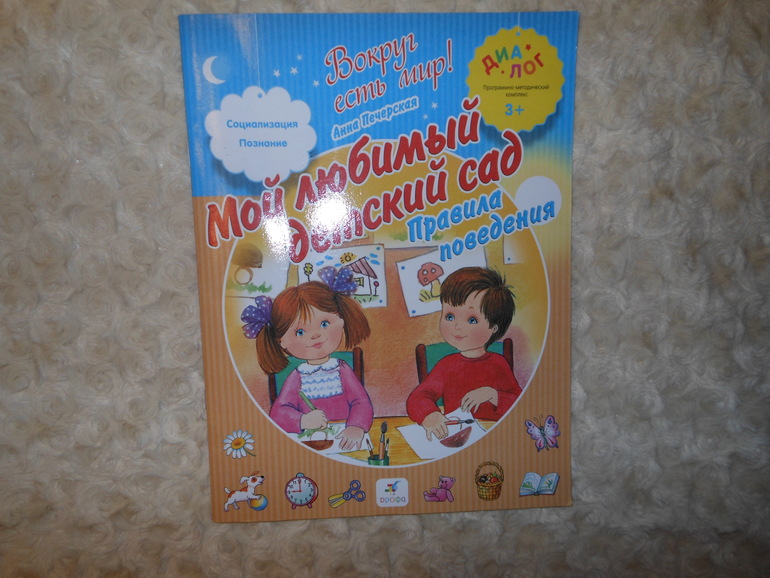 Вокруг
есть мир!
Анна Печерская
ДИА
ЛОГ
Программно-методический
комплекс
3+
Социализация
Познание
Мой любимый
детский сад
Правила
поведения
ДРОФА